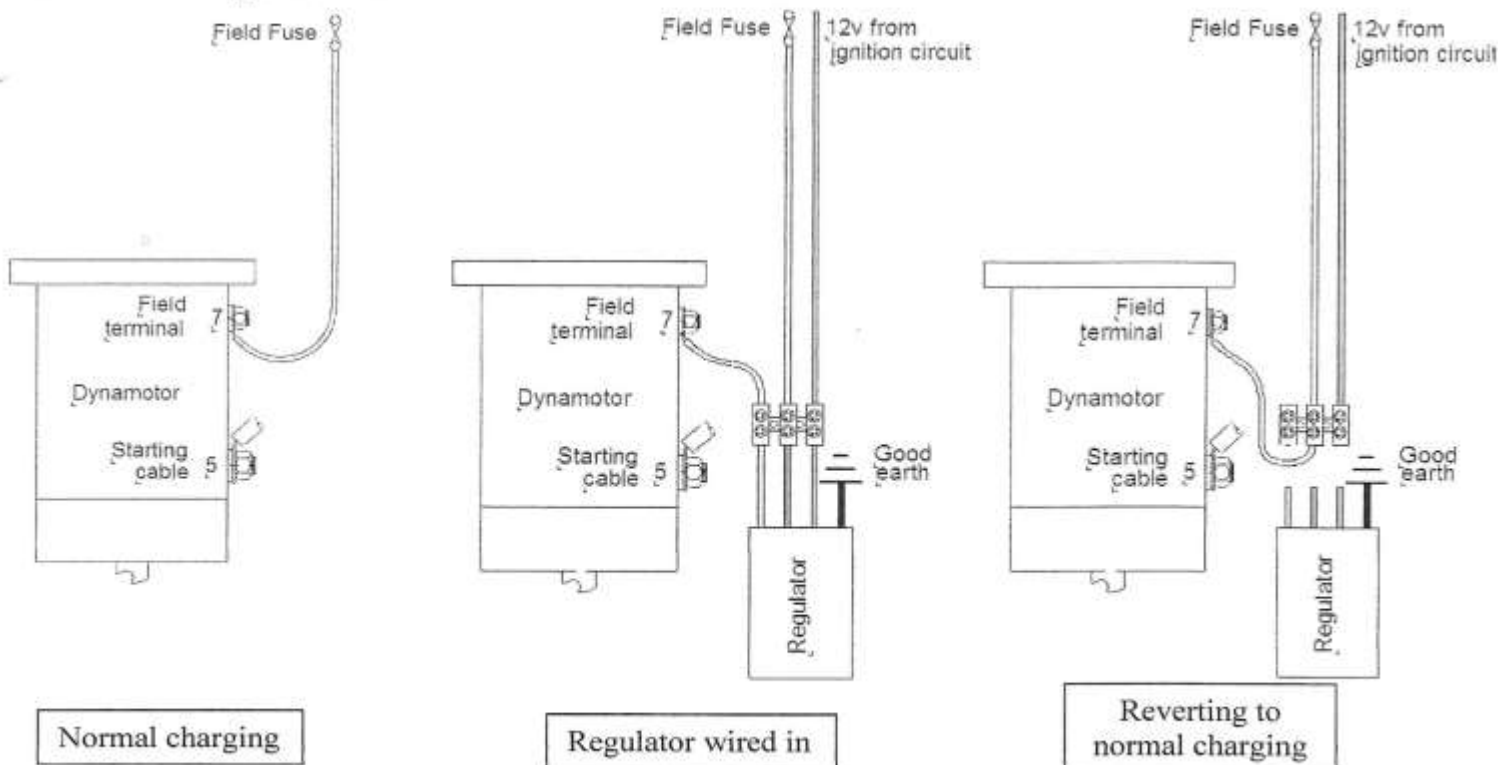 Field Fuse
Field
terminal
7
Dynamotor
Starting
cable
5
Normal charging
Field Fuse
12v from
ignition circuit
Field
terminal
7
Dynamotor
Starting
cable
5
Good
earth
Regulator
Regulator wired in
Field Fuse
12v from
ignition circuit
Field
terminal
7
Dynamotor
Starting
cable
5
Good
earth
Regulator
Reverting to
normal charging